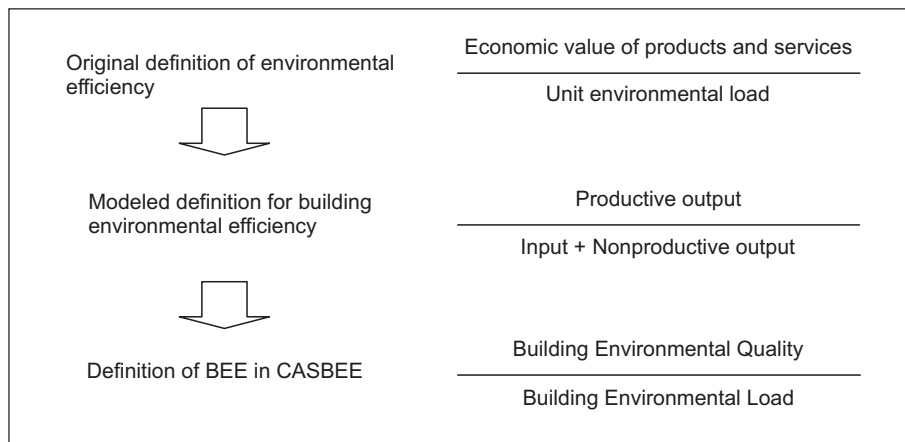 Original definition of environmental
efficiency
Economic value of products and services
Unit environmental load
Modeled definition for building
environmental efficiency
Productive output
Input + Nonproductive output
Definition of BEE in CASBEE
Building Environmental Quality
Building Environmental Load